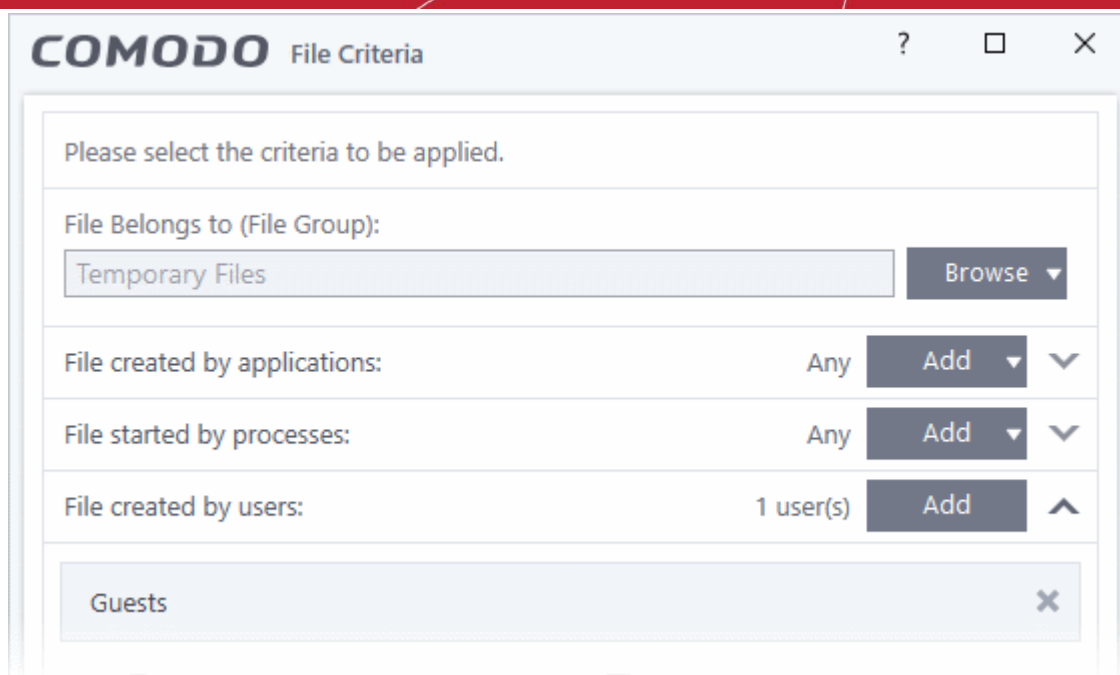 COMODO File Criteria ?
Please select the criteria to be applied.
File Belongs to (File Group):
Temporary Files Browse
File created by applications: Any Add
File started by processes: Any Add
File created by users: 1 user(s) Add
Guests